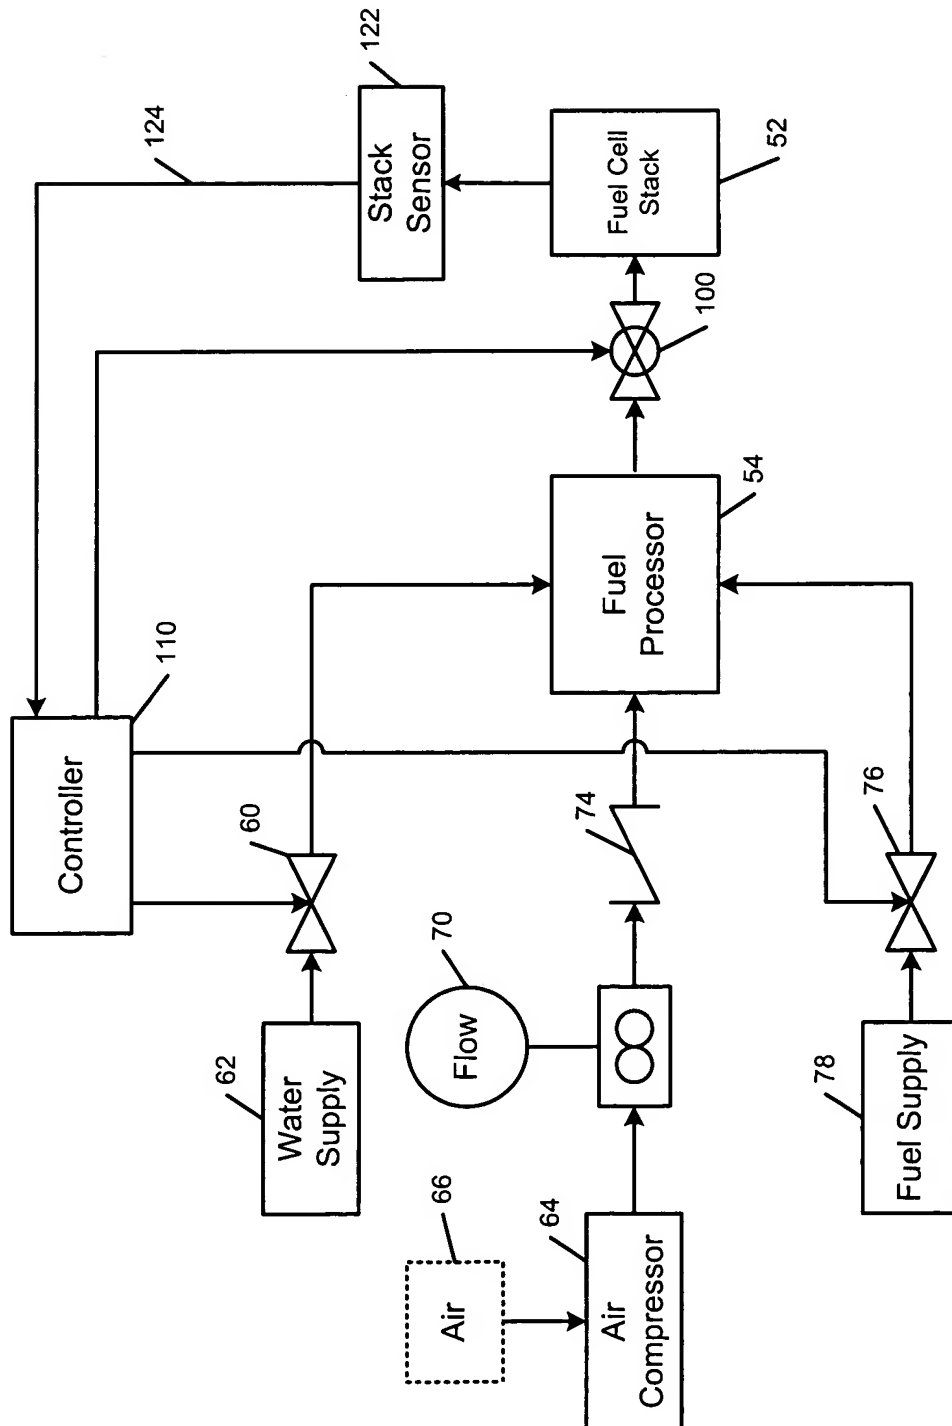 Controller
110
124
62
60
Water
Supply
122
Stack
Sensor
66
70
Air
Flow
64
74
Air
Compressor
Fuel
Processor
Fuel Cell
Stack
100
54
52
78
76
Fuel Supply